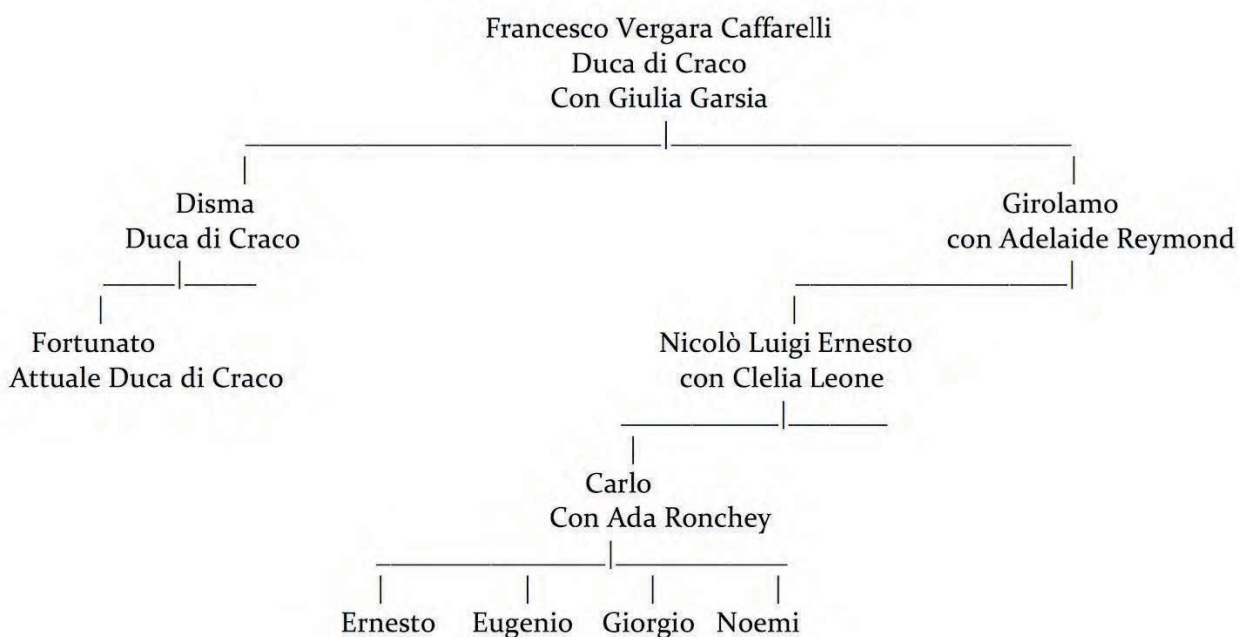 Francesco Vergara Caffarelli
Duca di Craco
Con Giulia Garsia
Disma
Duca di Craco
Girolamo
con Adelaide Reymond
Fortunato
Attuale Duca di Craco
Nicolò Luigi Ernesto
con Clelia Leone
Carlo
Con Ada Ronchey
Ernesto Eugenio Giorgio Noemi